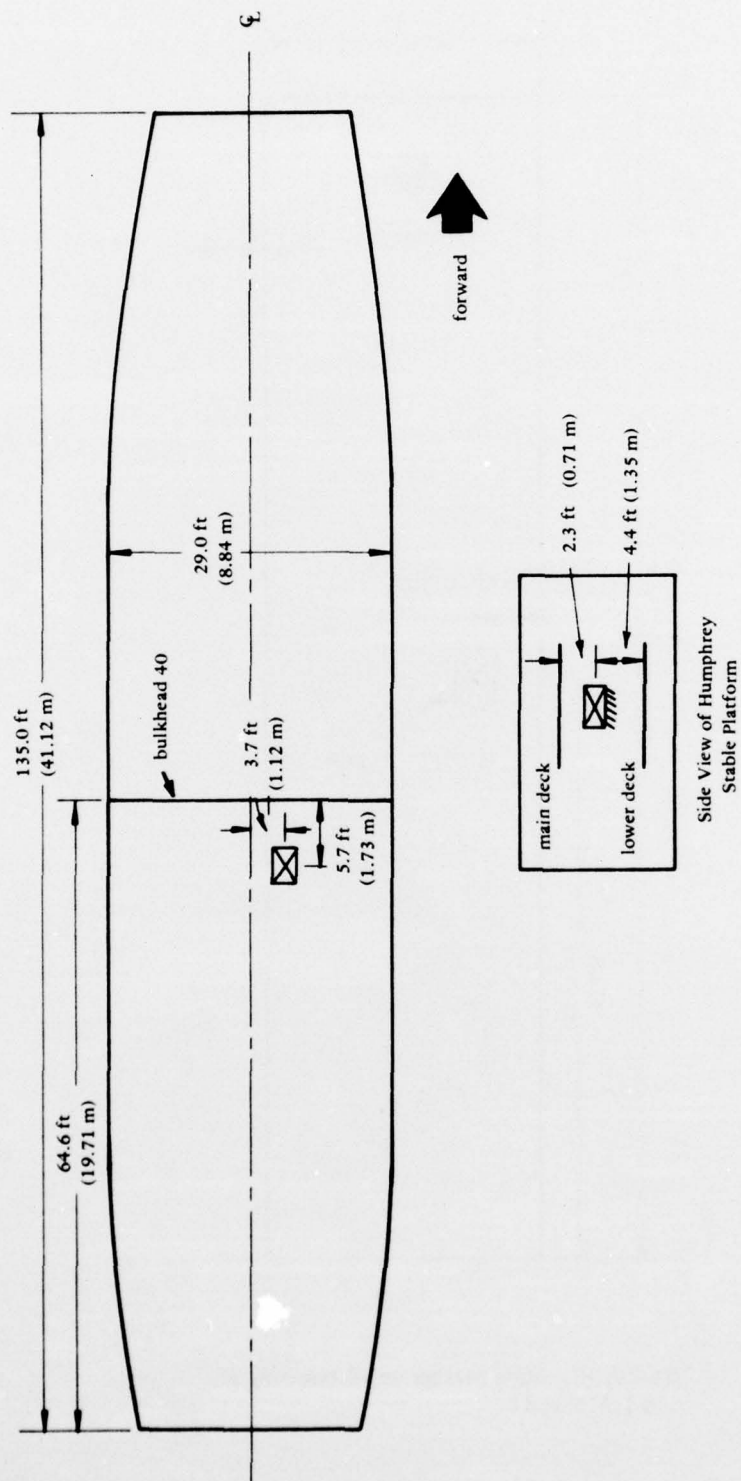 135.0 ft
(41.12 m)
64.6 ft
(19.71 m)
bulkhead 40
29.0 ft
(8.84 m)
3.7 ft
(1.12 m)
5.7 ft
(1.73 m)
℄
forward
main deck
lower deck
2.3 ft (0.71 m)
4.4 ft (1.35 m)
Side View of Humphrey
Stable Platform